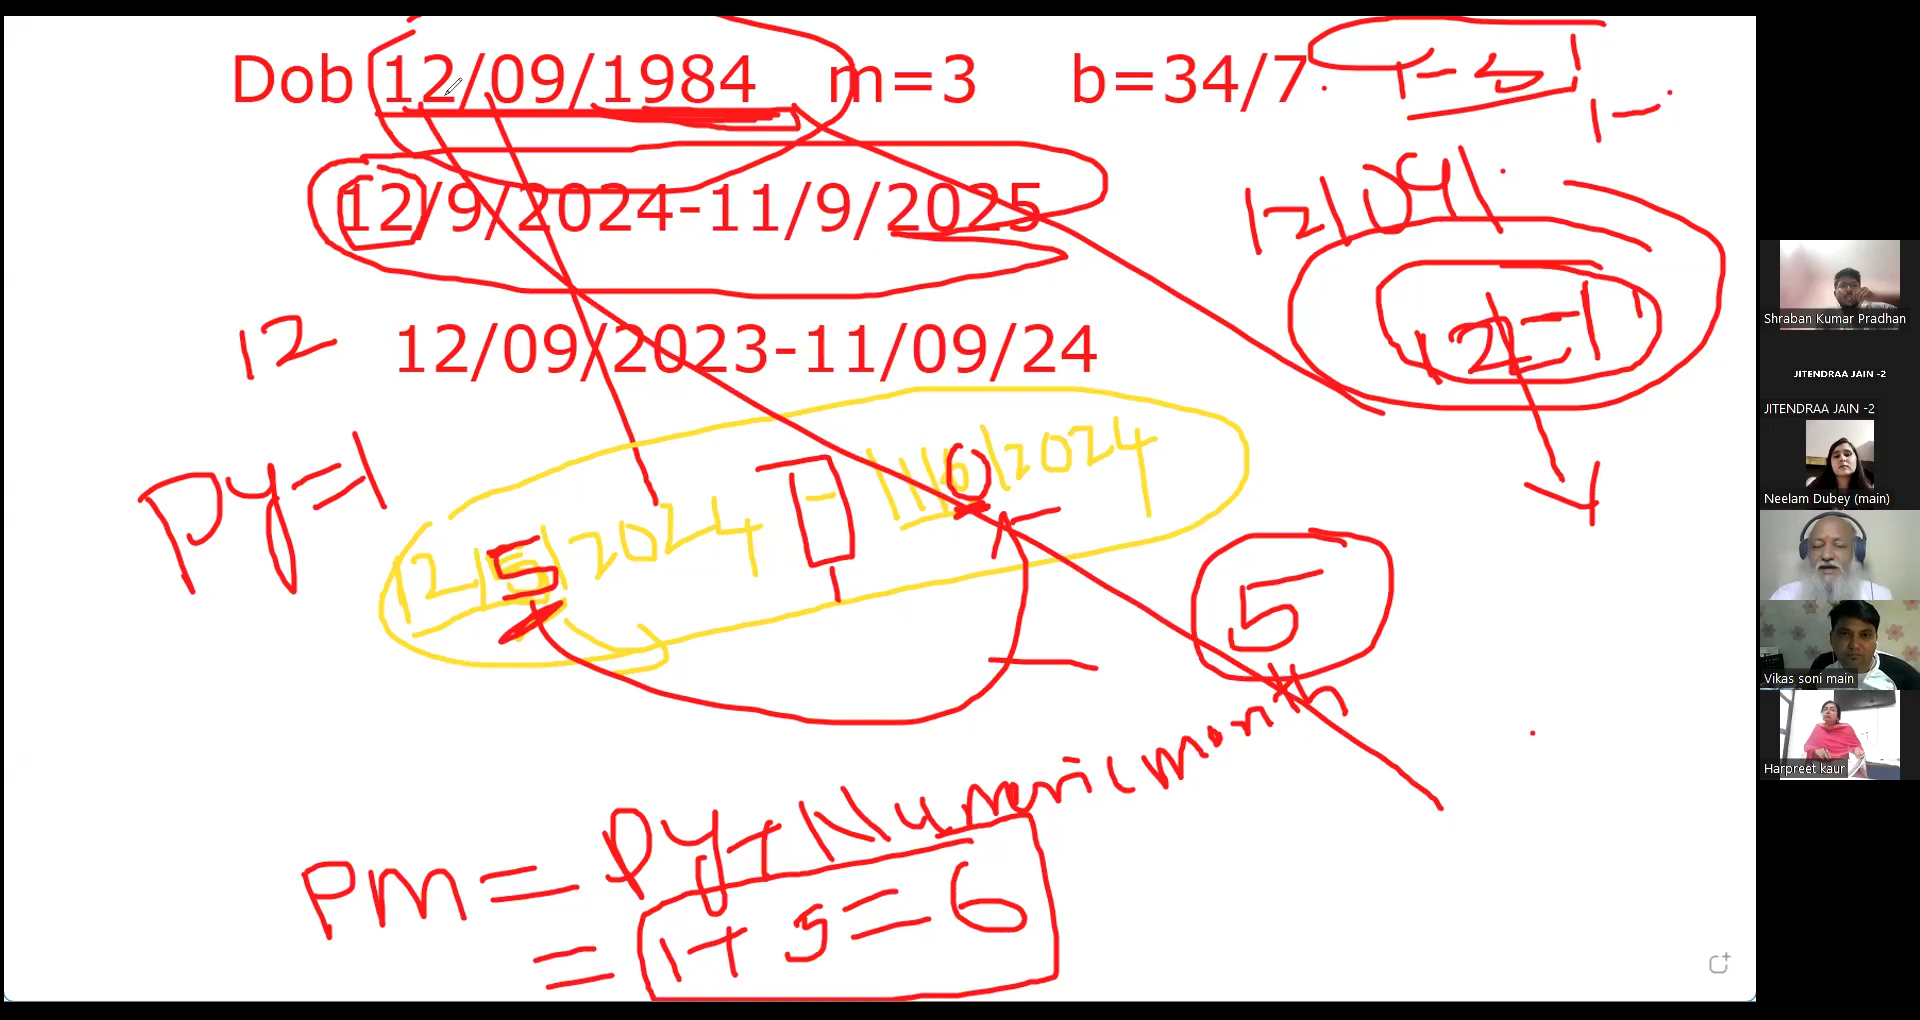 Dob 12/09/1984 m=3 b=34/7
1-
12/9/2024-11/9/2025
12/09/
12-1
12 12/09/2023-11/09/24
PY=1
12/5/2024 - 11/6/2024
5
PM = PY + Numeric month
= 1+5=6
Shraban Kumar Pradhan
JITENDRAA JAIN -2
JITENDRAA JAIN -2
Neelam Dubey (main)
Vikas soni main
Harpreet kaur